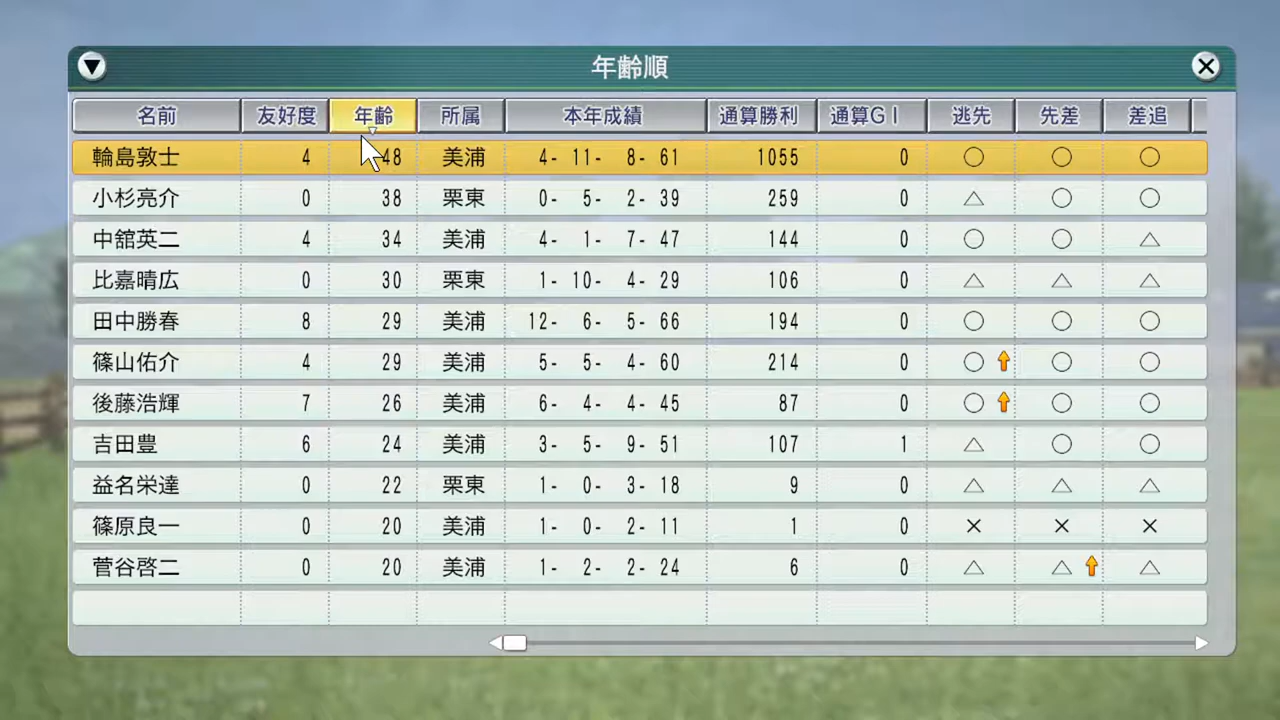 年齢順
名前 友好度 年齢 所属 本年成績 通算勝利 通算GⅠ 逃先 先差 差追
輪島敦士 4 48 美浦 4- 11- 8- 61 1055 0 ○ ○ ○
小杉亮介 0 38 栗東 0- 5- 2- 39 259 0 △ ○ ○
中舘英二 4 34 美浦 4- 1- 7- 47 144 0 ○ ○ △
比嘉晴広 0 30 栗東 1- 10- 4- 29 106 0 △ △ △
田中勝春 8 29 美浦 12- 6- 5- 66 194 0 ○ ○ ○
篠山佑介 4 29 美浦 5- 5- 4- 60 214 0 ○ ○ ○
後藤浩輝 7 26 美浦 6- 4- 4- 45 87 0 ○ ○ ○
吉田豊 6 24 美浦 3- 5- 9- 51 107 1 △ ○ ○
益名栄達 0 22 栗東 1- 0- 3- 18 9 0 △ △ △
篠原良一 0 20 美浦 1- 0- 2- 11 1 0 × × ×
菅谷啓二 0 20 美浦 1- 2- 2- 24 6 0 △ △ △